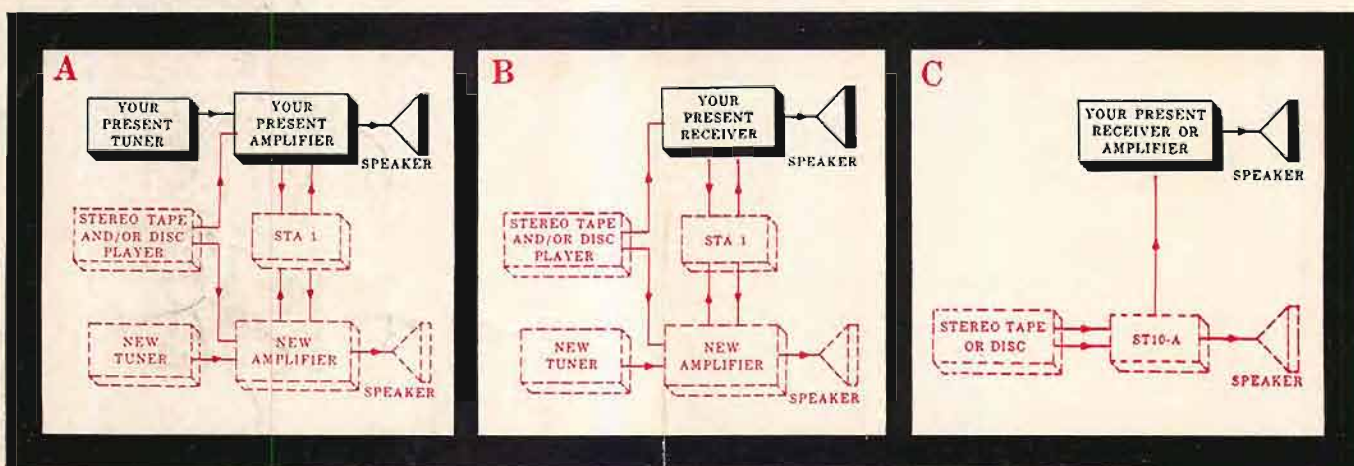 A
YOUR
PRESENT
TUNER
YOUR
PRESENT
AMPLIFIER
SPEAKER
STEREO TAPE
AND/OR DISC
PLAYER
STA 1
NEW
TUNER
NEW
AMPLIFIER
SPEAKER
B
YOUR
PRESENT
RECEIVER
SPEAKER
STEREO TAPE
AND/OR DISC
PLAYER
STA 1
NEW
TUNER
NEW
AMPLIFIER
SPEAKER
C
YOUR PRESENT
RECEIVER OR
AMPLIFIER
SPEAKER
STEREO TAPE
OR DISC
ST10-A
SPEAKER